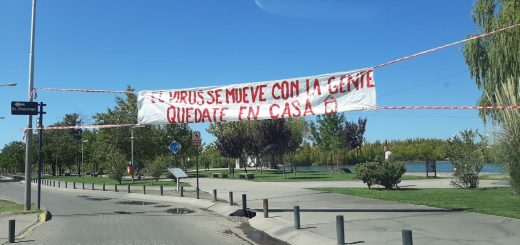 EL VIRUS SE MUEVE CON LA GENTE
QUEDATE EN CASA